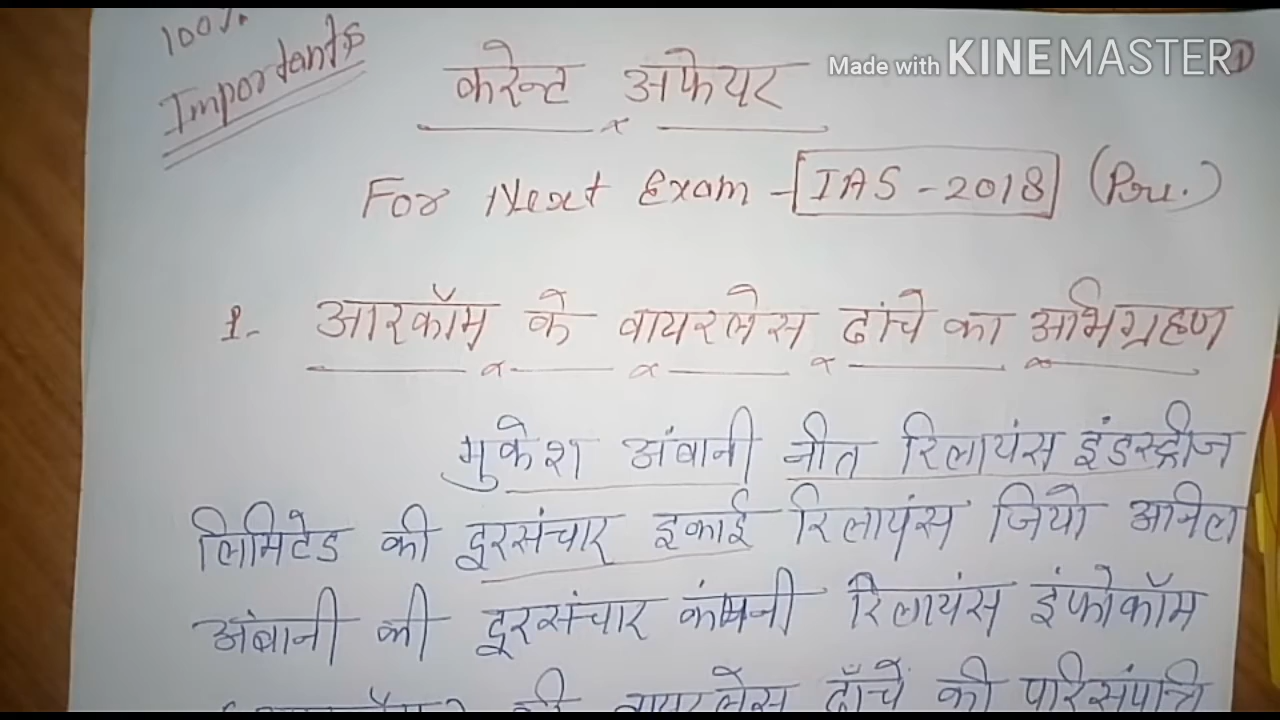 100%
Importants
Made with KINEMASTER
1
करेन्ट अफेयर
For Next Exam - IAS - 2018 (Pre.)
1- आरकॉम के वायरलेस ढांचे का अभिग्रहण
मुकेश अंबानी नीत रिलायंस इंडस्ट्रीज
लिमिटेड की दूरसंचार इकाई रिलायंस जियो अनिल
अंबानी की दूरसंचार कंपनी रिलायंस इंफोकॉम
की वायरलेस ढाँचें की परिसंपत्ति